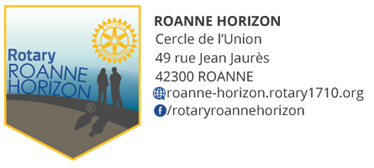 Rotary
ROANNE
HORIZON
®
ROANNE HORIZON
Cercle de l'Union
49 rue Jean Jaurès
42300 ROANNE
roanne-horizon.rotary1710.org
/rotaryroannehorizon